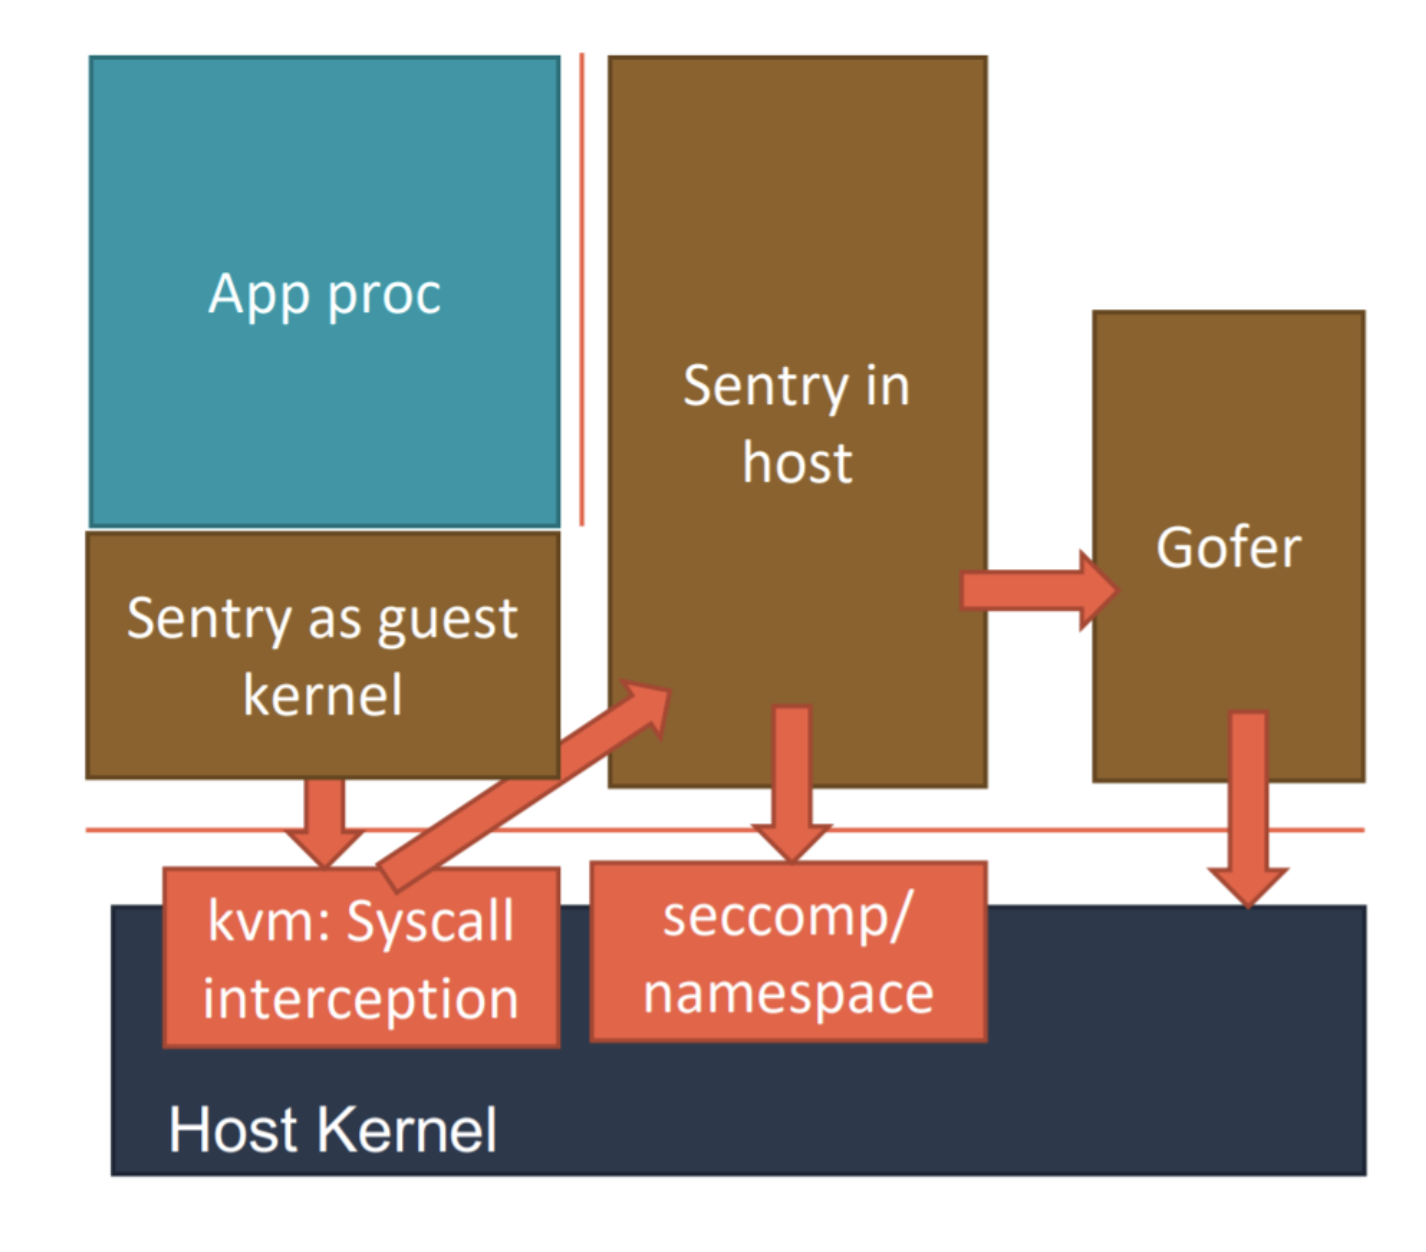 App proc
Sentry in
host
Gofer
Sentry as guest
kernel
kvm: Syscall
interception
seccomp/
namespace
Host Kernel